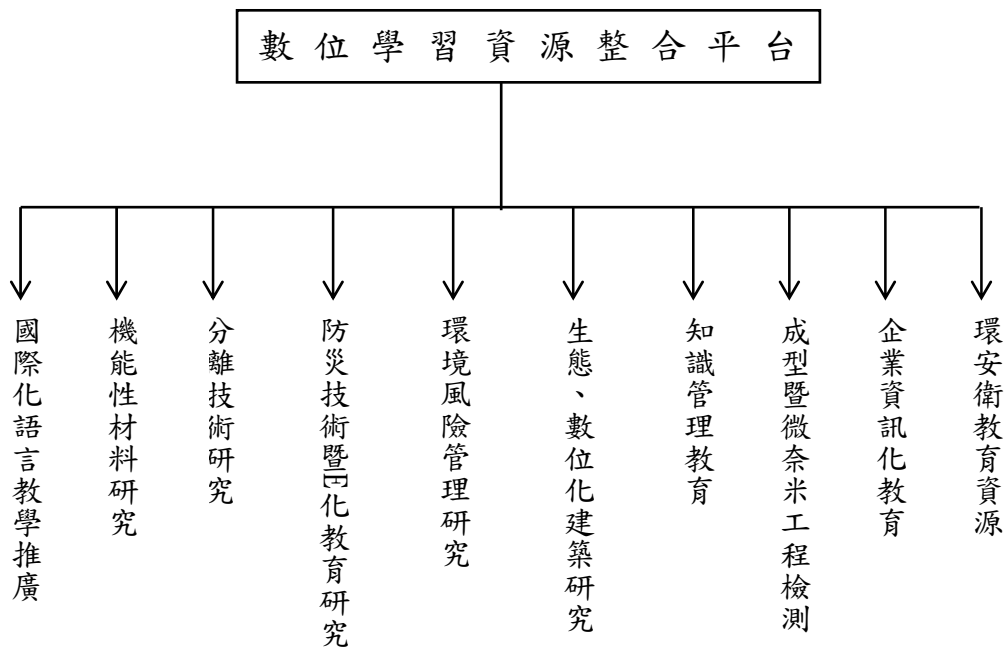 數位學習資源整合平台
國際化語言教學推廣
機能性材料研究
分離技術研究
防災技術暨E化教育研究
環境風險管理研究
生態、數位化建築研究
知識管理教育
成型暨微奈米工程檢測
企業資訊化教育
環安衛教育資源